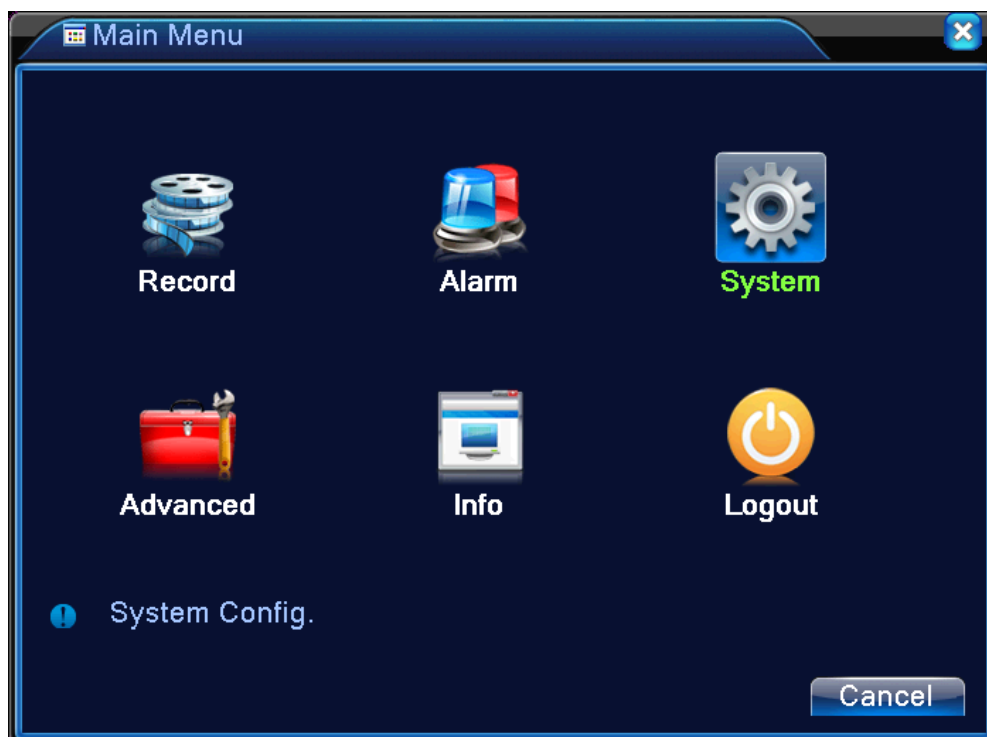 Main Menu
Record Alarm System
Advanced Info Logout
System Config.
Cancel